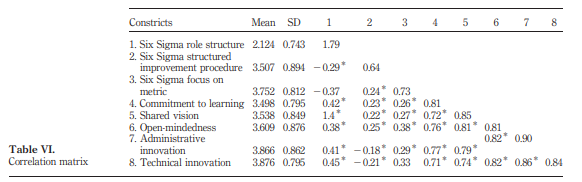 Constricts Mean SD 1 2 3 4 5 6 7 8
1. Six Sigma role structure 2.124 0.743 1.79
2. Six Sigma structured
improvement procedure 3.507 0.894 −0.29* 0.64
3. Six Sigma focus on
metric 3.752 0.812 −0.37 0.24* 0.73
4. Commitment to learning 3.498 0.795 0.42* 0.23* 0.26* 0.81
5. Shared vision 3.538 0.849 1.4* 0.22* 0.27* 0.72* 0.85
6. Open-mindedness 3.609 0.876 0.38* 0.25* 0.38* 0.76* 0.81* 0.81
7. Administrative 0.82* 0.90
innovation 3.866 0.862 0.41* −0.18* 0.29* 0.77* 0.79*
8. Technical innovation 3.876 0.795 0.45* −0.21* 0.33 0.71* 0.74* 0.82* 0.86* 0.84
Table VI.
Correlation matrix